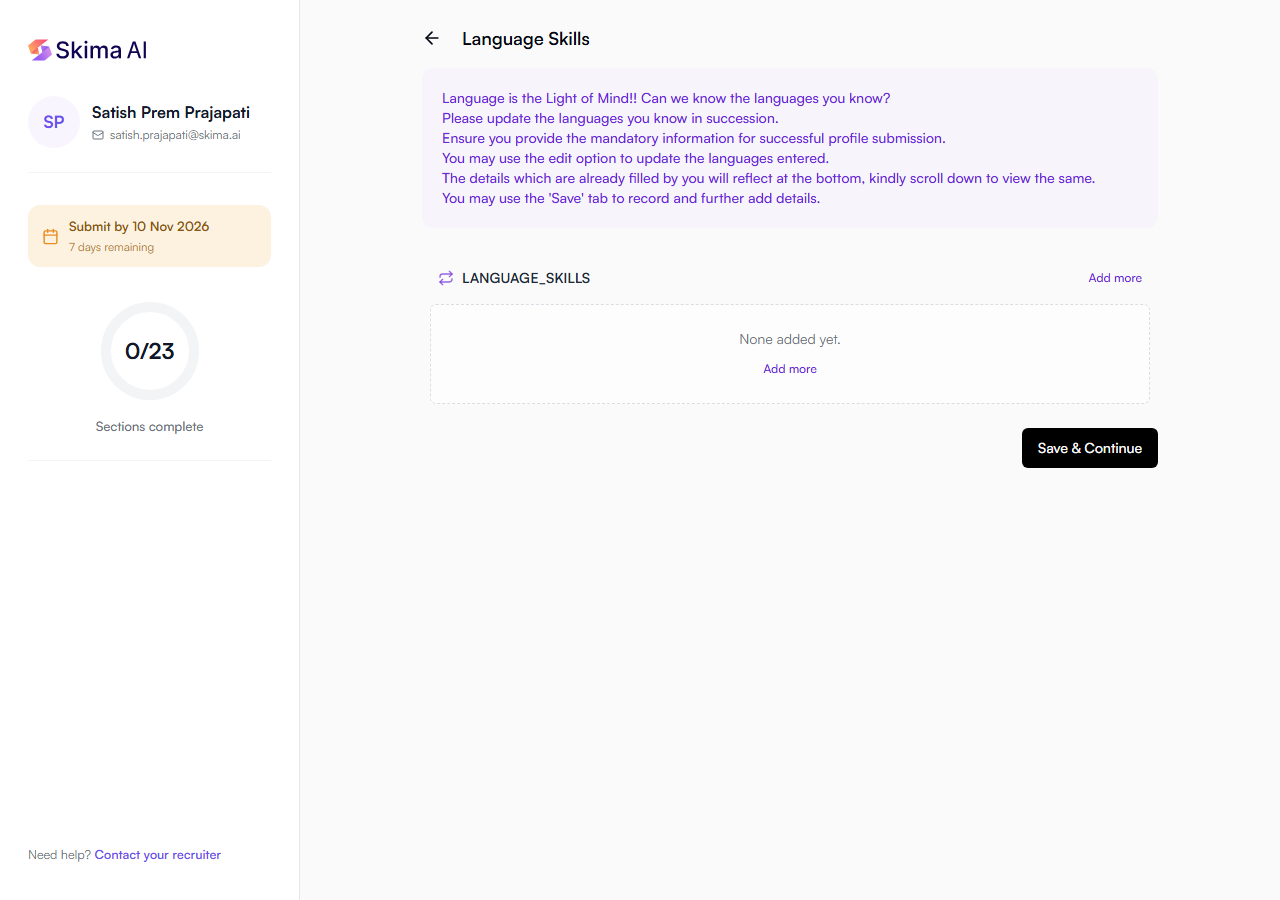 Skima AI
SP
Satish Prem Prajapati
satish.prajapati@skima.ai
Submit by 10 Nov 2026
7 days remaining
0/23
Sections complete
Need help? Contact your recruiter
Language Skills
Language is the Light of Mind!! Can we know the languages you know?
Please update the languages you know in succession.
Ensure you provide the mandatory information for successful profile submission.
You may use the edit option to update the languages entered.
The details which are already filled by you will reflect at the bottom, kindly scroll down to view the same.
You may use the 'Save' tab to record and further add details.
LANGUAGE_SKILLS
Add more
None added yet.
Add more
Save & Continue